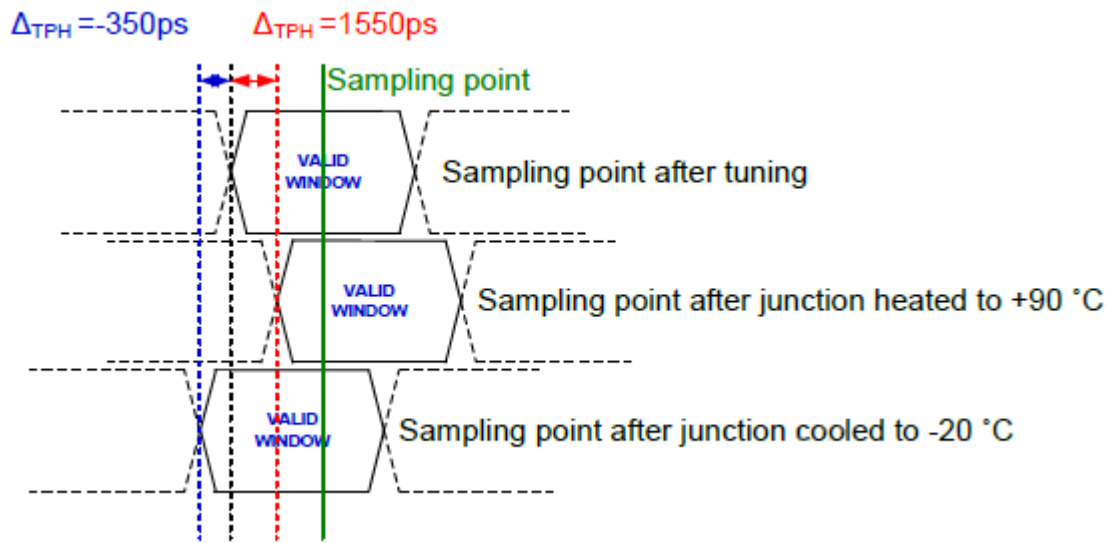 ΔTPH =-350ps
ΔTPH =1550ps
Sampling point
VALID
WINDOW
Sampling point after tuning
VALID
WINDOW
Sampling point after junction heated to +90 ˚C
VALID
WINDOW
Sampling point after junction cooled to -20 ˚C